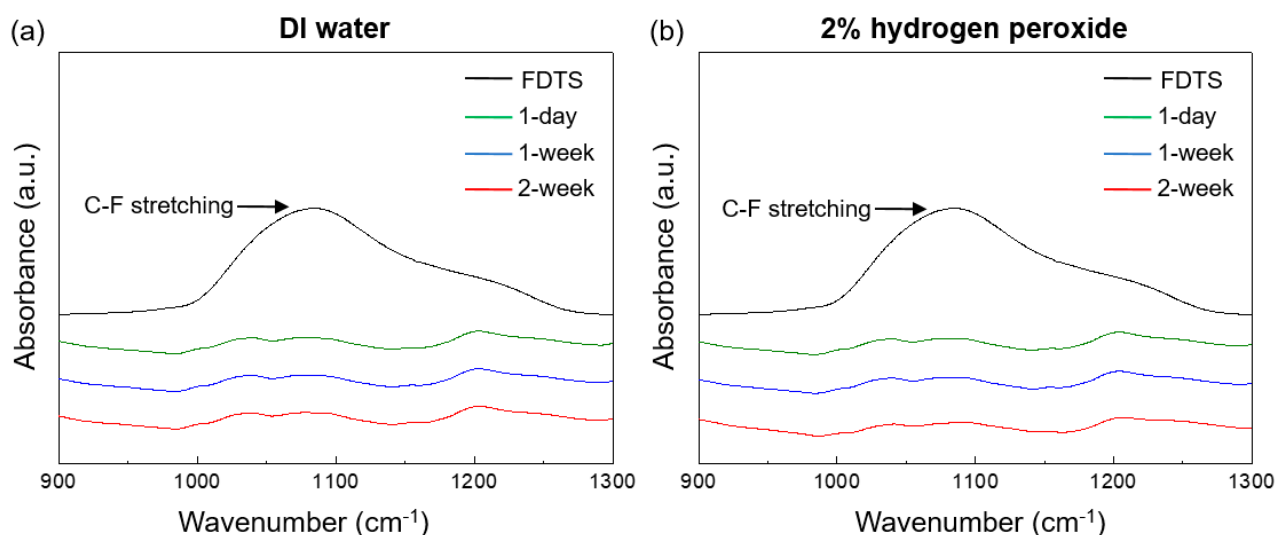 (a)
DI water
FDTS
1-day
1-week
2-week
C-F stretching
Absorbance (a.u.)
900
1000
1100
1200
1300
Wavenumber (cm⁻¹)
(b)
2% hydrogen peroxide
FDTS
1-day
1-week
2-week
C-F stretching
Absorbance (a.u.)
900
1000
1100
1200
1300
Wavenumber (cm⁻¹)